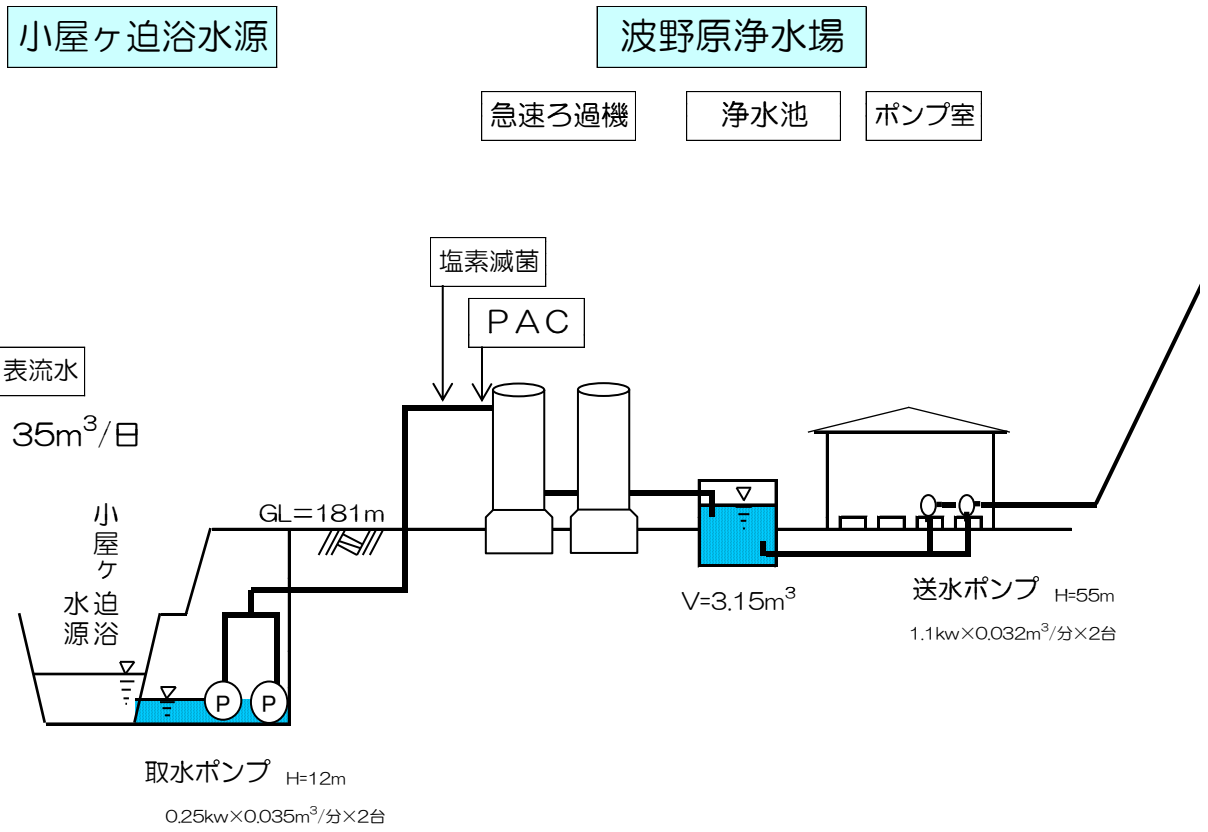 小屋ヶ迫浴水源
波野原浄水場
急速ろ過機
浄水池
ポンプ室
塩素滅菌
PAC
表流水
35m³/日
GL=181m
小屋ヶ迫浴
水源
V=3.15m³
送水ポンプ H=55m
1.1kw×0.032m³/分×2台
P
P
取水ポンプ H=12m
0.25kw×0.035m³/分×2台